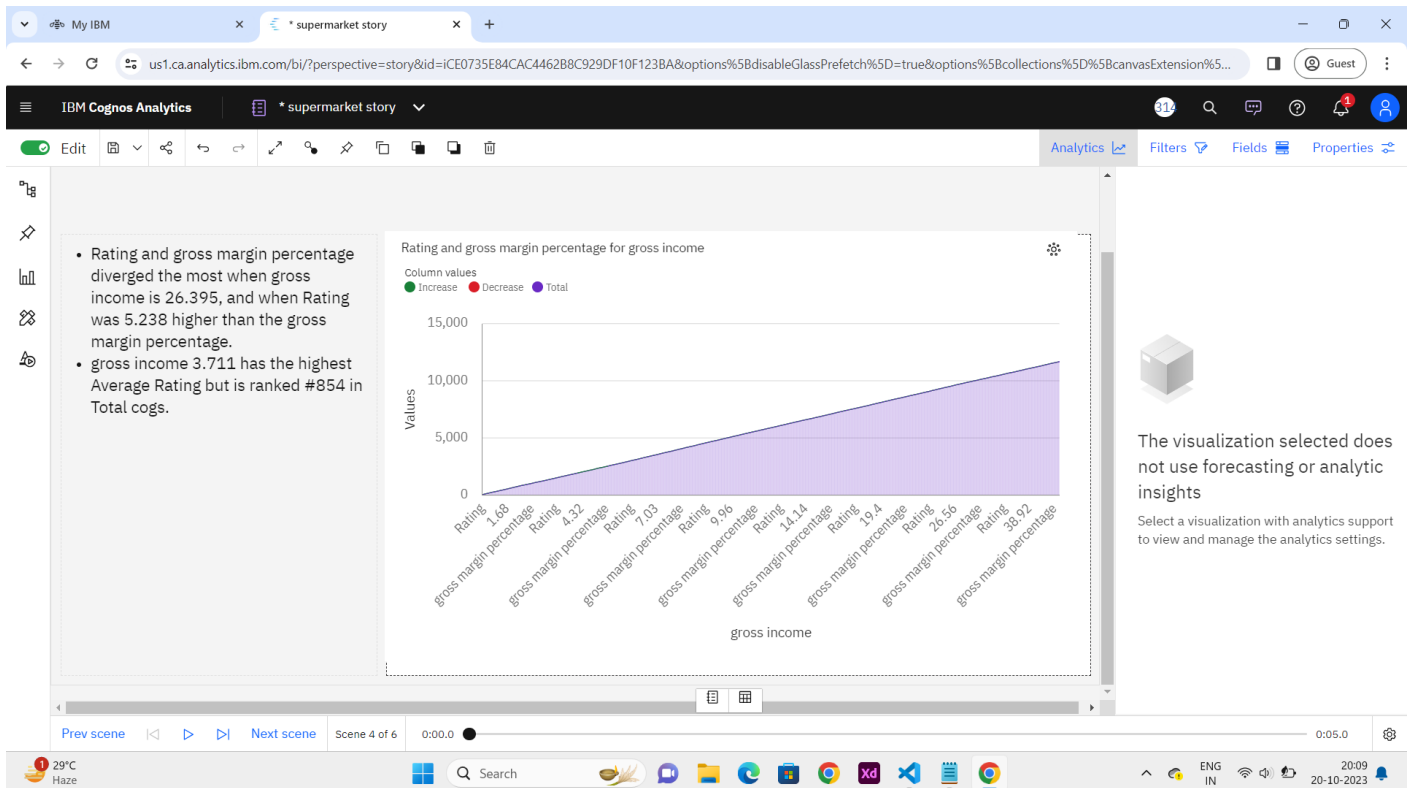 My IBM
* supermarket story
us1.ca.analytics.ibm.com/bi/?perspective=story&id=iCE0735E84CAC4462B8C929DF10F123BA&options%5BdisableGlassPrefetch%5D=true&options%5Bcollections%5D%5BcanvasExtension%5...
Guest
IBM Cognos Analytics
* supermarket story
314
1
Edit
Analytics
Filters
Fields
Properties
• Rating and gross margin percentage
diverged the most when gross
income is 26.395, and when Rating
was 5.238 higher than the gross
margin percentage.
• gross income 3.711 has the highest
Average Rating but is ranked #854 in
Total cogs.
Rating and gross margin percentage for gross income
Column values
Increase Decrease Total
15,000
10,000
5,000
0
Values
Rating
1.68
gross margin percentage
Rating
4.32
gross margin percentage
Rating
7.03
gross margin percentage
Rating
9.96
gross margin percentage
Rating
14.14
gross margin percentage
Rating
19.4
gross margin percentage
Rating
26.56
gross margin percentage
Rating
38.92
gross margin percentage
gross income
The visualization selected does
not use forecasting or analytic
insights
Select a visualization with analytics support
to view and manage the analytics settings.
Prev scene
Next scene
Scene 4 of 6
0:00.0
0:05.0
1
29°C
Haze
Search
Xd
ENG
IN
20:09
20-10-2023